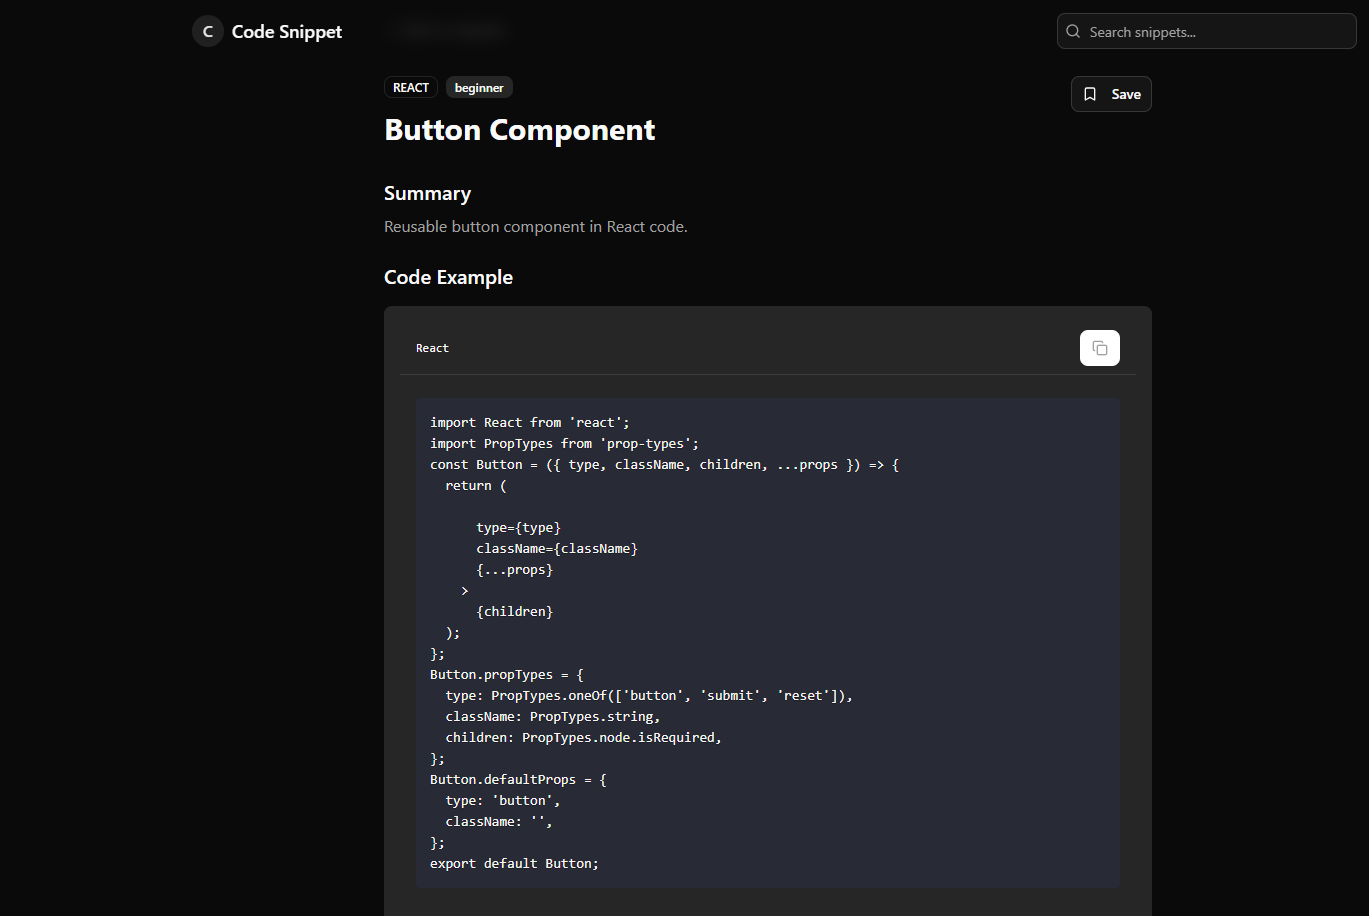 C Code Snippet
Search snippets...
REACT beginner
Save
Button Component
Summary
Reusable button component in React code.
Code Example
React
import React from 'react';
import PropTypes from 'prop-types';
const Button = ({ type, className, children, ...props }) => {
  return (
      type={type}
      className={className}
      {...props}
    >
      {children}
  );
};
Button.propTypes = {
  type: PropTypes.oneOf(['button', 'submit', 'reset']),
  className: PropTypes.string,
  children: PropTypes.node.isRequired,
};
Button.defaultProps = {
  type: 'button',
  className: '',
};
export default Button;